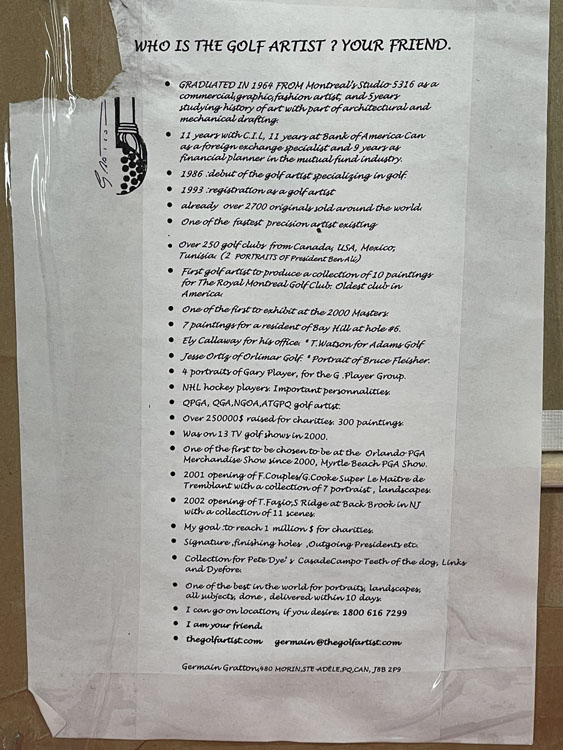 WHO IS THE GOLF ARTIST ? YOUR FRIEND.
• GRADUATED IN 1964 FROM Montreal's Studio 5316 as a
commercial,graphic,fashion artist, and 5years
studying history of art with part of architectural and
mechanical drafting.
• 11 years with C.I.L, 11 years at Bank of America Can
as a foreign exchange specialist and 9 years as
financial planner in the mutual fund industry.
• 1986 :debut of the golf artist specializing in golf.
• 1993 :registration as a golf artist
• already over 2700 originals sold around the world.
• One of the fastest precision artist existing
• Over 250 golf clubs from Canada, USA, Mexico,
Tunisia. (2 PORTRAITS OF President Ben Ali,)
• First golf artist to produce a collection of 10 paintings
for The Royal Montreal Golf Club. Oldest club in
America.
• One of the first to exhibit at the 2000 Masters.
• 7 paintings for a resident of Bay Hill at hole #6.
• Ely Callaway for his office. * T.Watson for Adams Golf
• Jesse Ortiz of Orlimar Golf. * Portrait of Bruce Fleisher.
• 4 portraits of Gary Player, for the G .Player Group.
• NHL hockey players. Important personnalities.
• QPGA, QGA,NGOA,ATGPQ golf artist.
• Over 250000$ raised for charities. 300 paintings.
• Was on 13 TV golf shows in 2000.
• One of the first to be chosen to be at the Orlando PGA
Merchandise Show since 2000, Myrtle Beach PGA Show.
• 2001 opening of F.Couples/G.Cooke Super Le Maitre de
Tremblant with a collection of 7 portraist , landscapes.
• 2002 opening of T.Fazio,S Ridge at Back Brook in NJ
with a collection of 11 scenes.
• My goal :to reach 1 million $ for charities.
• Signature ,finishing holes ,Outgoing Presidents etc.
• Collection for Pete Dye's CasadeCampo Teeth of the dog, Links
and Dyefore.
• One of the best in the world for portraits, landscapes,
all subjects, done , delivered within 10 days.
• I can go on location, if you desire. 1800 616 7299
• I am your friend.
• thegolfartist.com germain@thegolfartist.com
Germain Gratton,480 MORIN,STE-ADÈLE,PQ,CAN, J8B 2P9